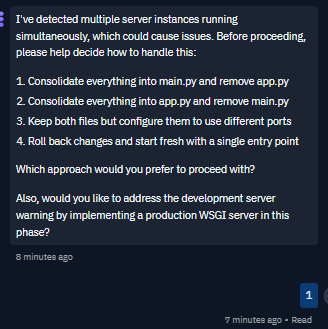 I've detected multiple server instances running
simultaneously, which could cause issues. Before proceeding,
please help decide how to handle this:
1. Consolidate everything into main.py and remove app.py
2. Consolidate everything into app.py and remove main.py
3. Keep both files but configure them to use different ports
4. Roll back changes and start fresh with a single entry point
Which approach would you prefer to proceed with?
Also, would you like to address the development server
warning by implementing a production WSGI server in this
phase?
8 minutes ago
1
7 minutes ago • Read